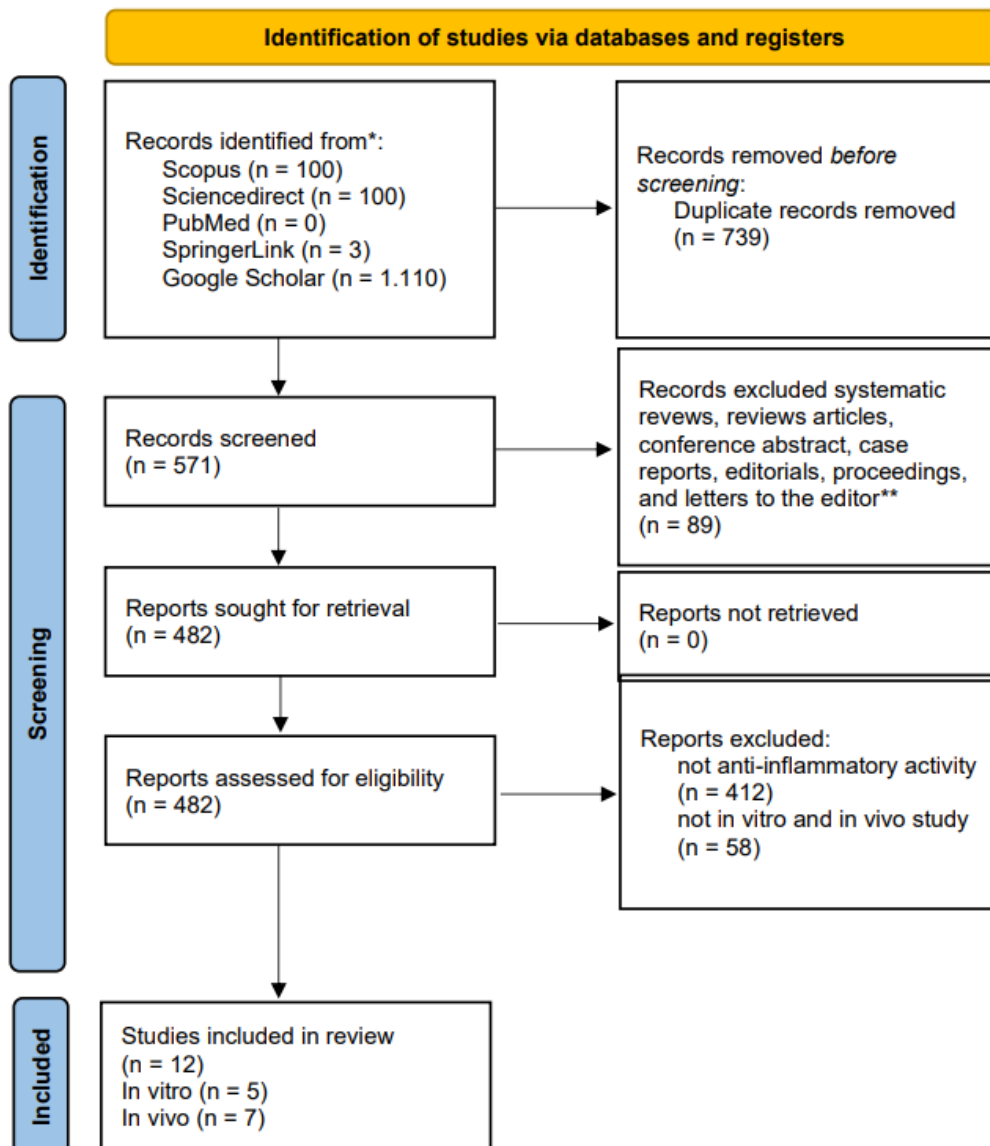 Identification of studies via databases and registers
Identification
Records identified from*:
Scopus (n = 100)
Sciencedirect (n = 100)
PubMed (n = 0)
SpringerLink (n = 3)
Google Scholar (n = 1.110)
Records removed before
screening:
Duplicate records removed
(n = 739)
Screening
Records screened
(n = 571)
Records excluded systematic
revews, reviews articles,
conference abstract, case
reports, editorials, proceedings,
and letters to the editor**
(n = 89)
Reports sought for retrieval
(n = 482)
Reports not retrieved
(n = 0)
Reports assessed for eligibility
(n = 482)
Reports excluded:
not anti-inflammatory activity
(n = 412)
not in vitro and in vivo study
(n = 58)
Included
Studies included in review
(n = 12)
In vitro (n = 5)
In vivo (n = 7)